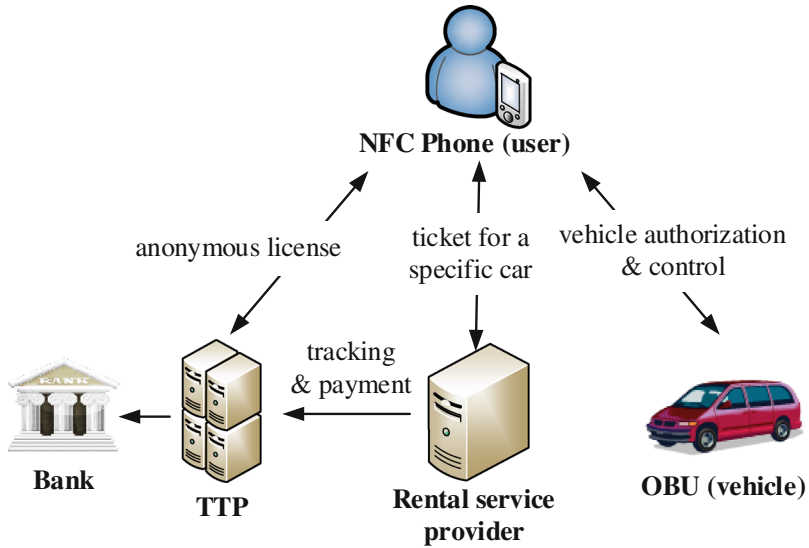 NFC Phone (user)
anonymous license
ticket for a
specific car
vehicle authorization
& control
tracking
& payment
BANK
Bank
TTP
Rental service
provider
OBU (vehicle)